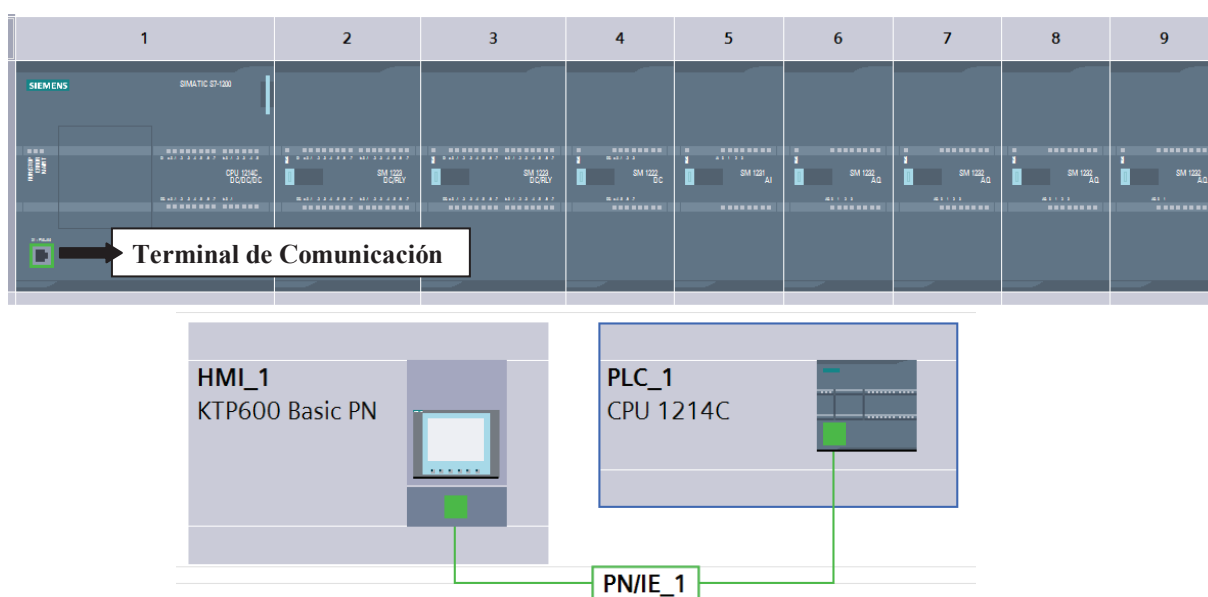 1 2 3 4 5 6 7 8 9
SIEMENS SIMATIC S7-1200
CPU 1214C
DC/DC/DC
SM 1223
DC/RLY
SM 1223
DC/RLY
SM 1222
DC
SM 1231
AI
SM 1232
AQ
SM 1232
AQ
SM 1232
AQ
SM 1232
AQ
Terminal de Comunicación
HMI_1
KTP600 Basic PN
PLC_1
CPU 1214C
PN/IE_1